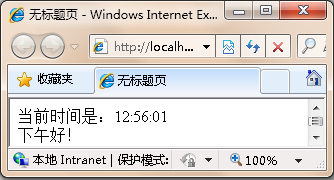 无标题页 - Windows Internet Ex...
http://localh...
收藏夹
无标题页
当前时间是：12:56:01
下午好！
本地 Intranet | 保护模式:
100%